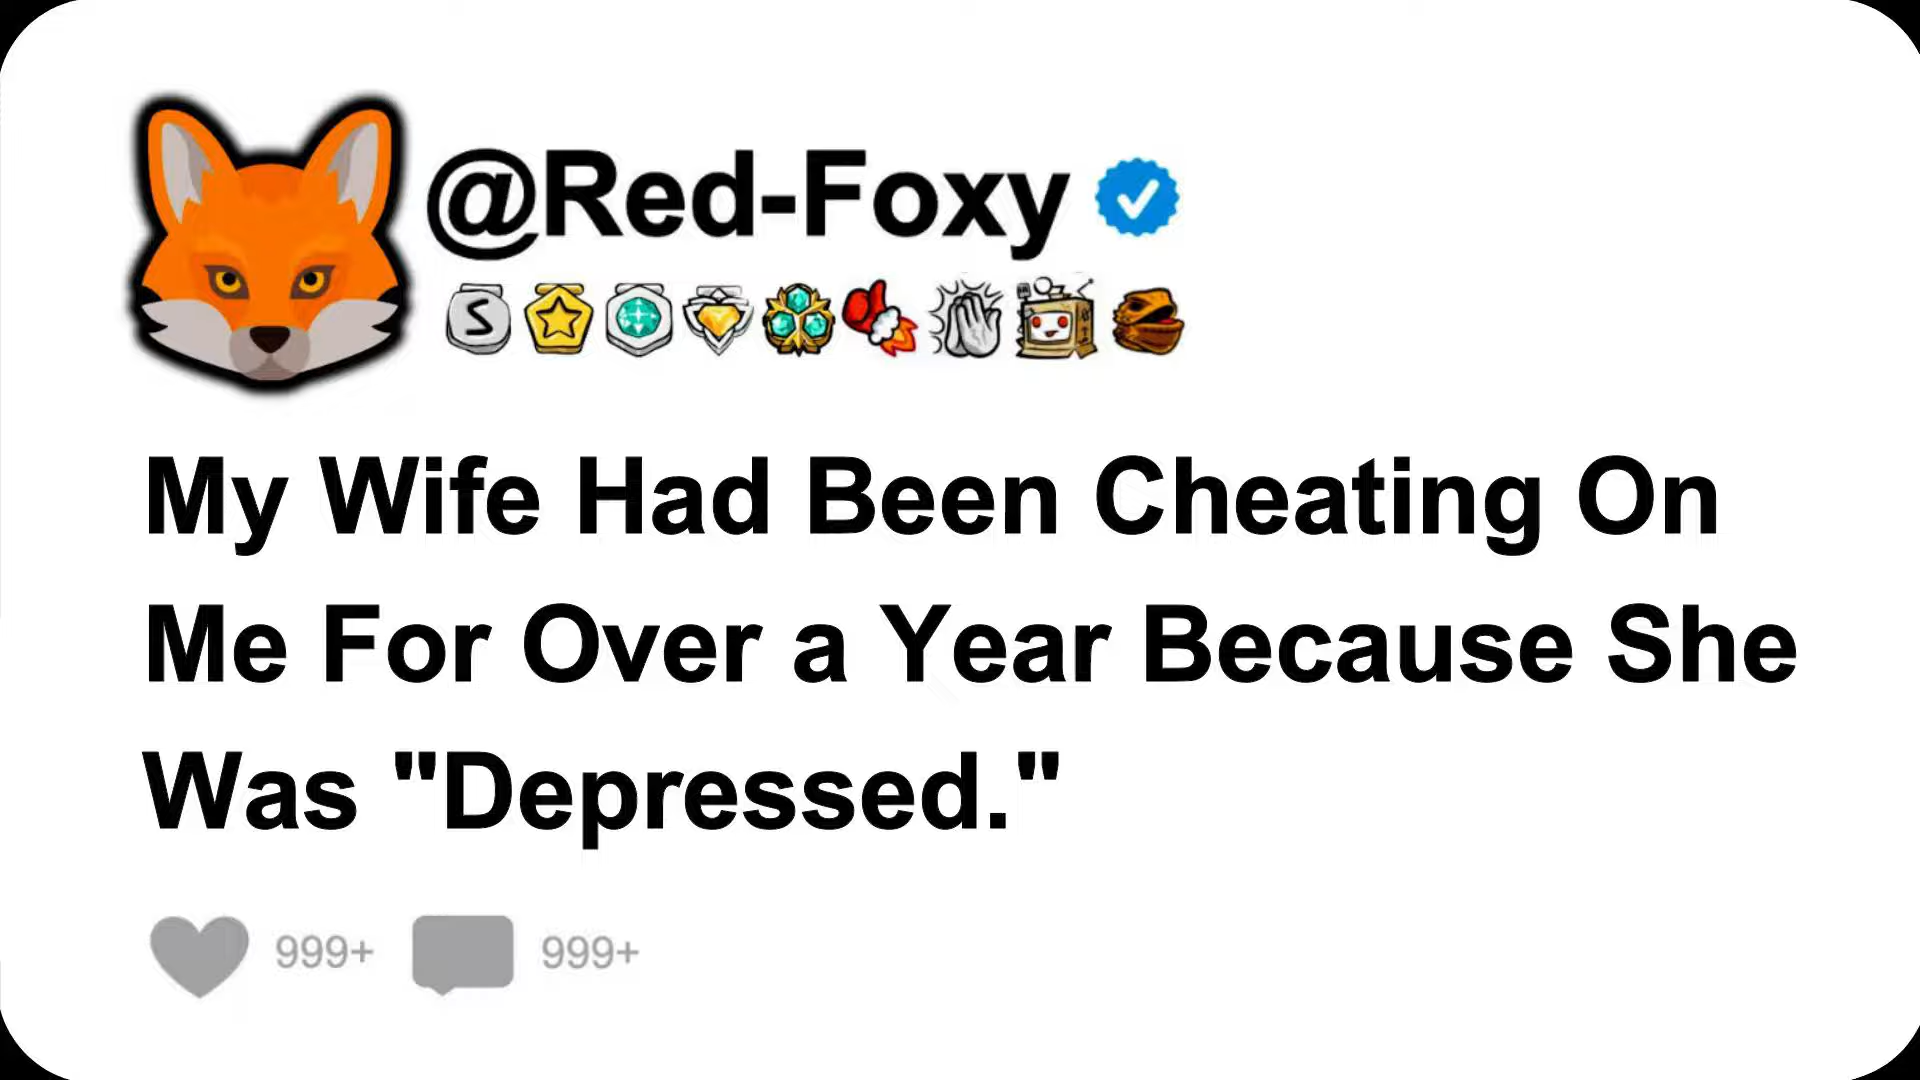 @Red-Foxy
S
My Wife Had Been Cheating On
Me For Over a Year Because She
Was "Depressed."
999+ 999+